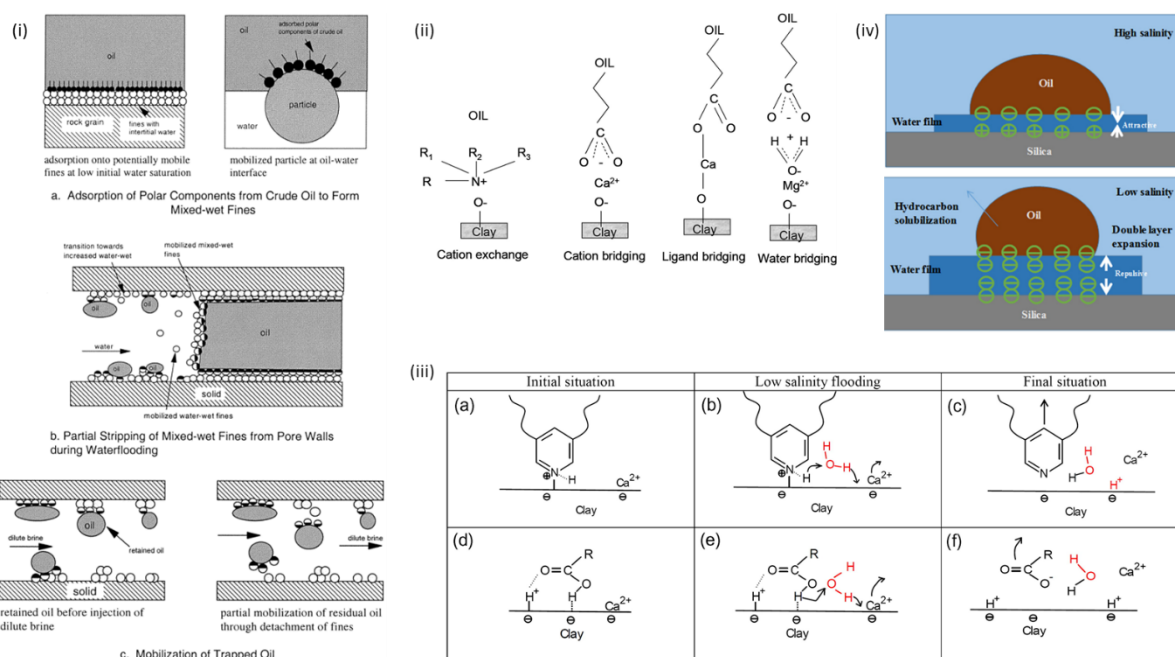 (i)
oil
rock grain
fines with
interstitial water
adsorption onto potentially mobile
fines at low initial water saturation
oil
adsorbed polar
components of crude oil
particle
water
mobilized particle at oil-water
interface
a. Adsorption of Polar Components from Crude Oil to Form
Mixed-wet Fines
transition towards
increased water-wet
mobilized mixed-wet
fines
oil
oil
oil
water
solid
mobilized water-wet fines
b. Partial Stripping of Mixed-wet Fines from Pore Walls
during Waterflooding
oil
dilute brine
retained oil
solid
retained oil before injection of
dilute brine
dilute brine
partial mobilization of residual oil
through detachment of fines
c. Mobilization of Trapped Oil
(ii)
OIL
R1 R2 R3
R N+
O-
Clay
Cation exchange
OIL
C
O O
-
Ca2+
O-
Clay
Cation bridging
OIL
C
O O
Ca
O
Clay
Ligand bridging
OIL
C
O O
-
+
H H
O-
Mg2+
O-
Clay
Water bridging
(iii)
Initial situation
Low salinity flooding
Final situation
(a)
⊕ N H
Ca2+
⊖ ⊖
Clay
(b)
⊕ N H
H
O H
Ca2+
⊖ ⊖
Clay
(c)
N
H
H O
Ca2+
H+
⊖ ⊖
Clay
(d)
R
O O
H+ H
Ca2+
⊖ ⊖ ⊖
Clay
(e)
R
O O
H
O
H+ H H
Ca2+
⊖ ⊖ ⊖
Clay
(f)
R
O O-
H
H O
Ca2+
H+ H+
⊖ ⊖ ⊖
Clay
(iv)
High salinity
Oil
Water film
Attractive
Silica
Low salinity
Hydrocarbon
solubilization
Oil
Double layer
expansion
Water film
Repulsive
Silica